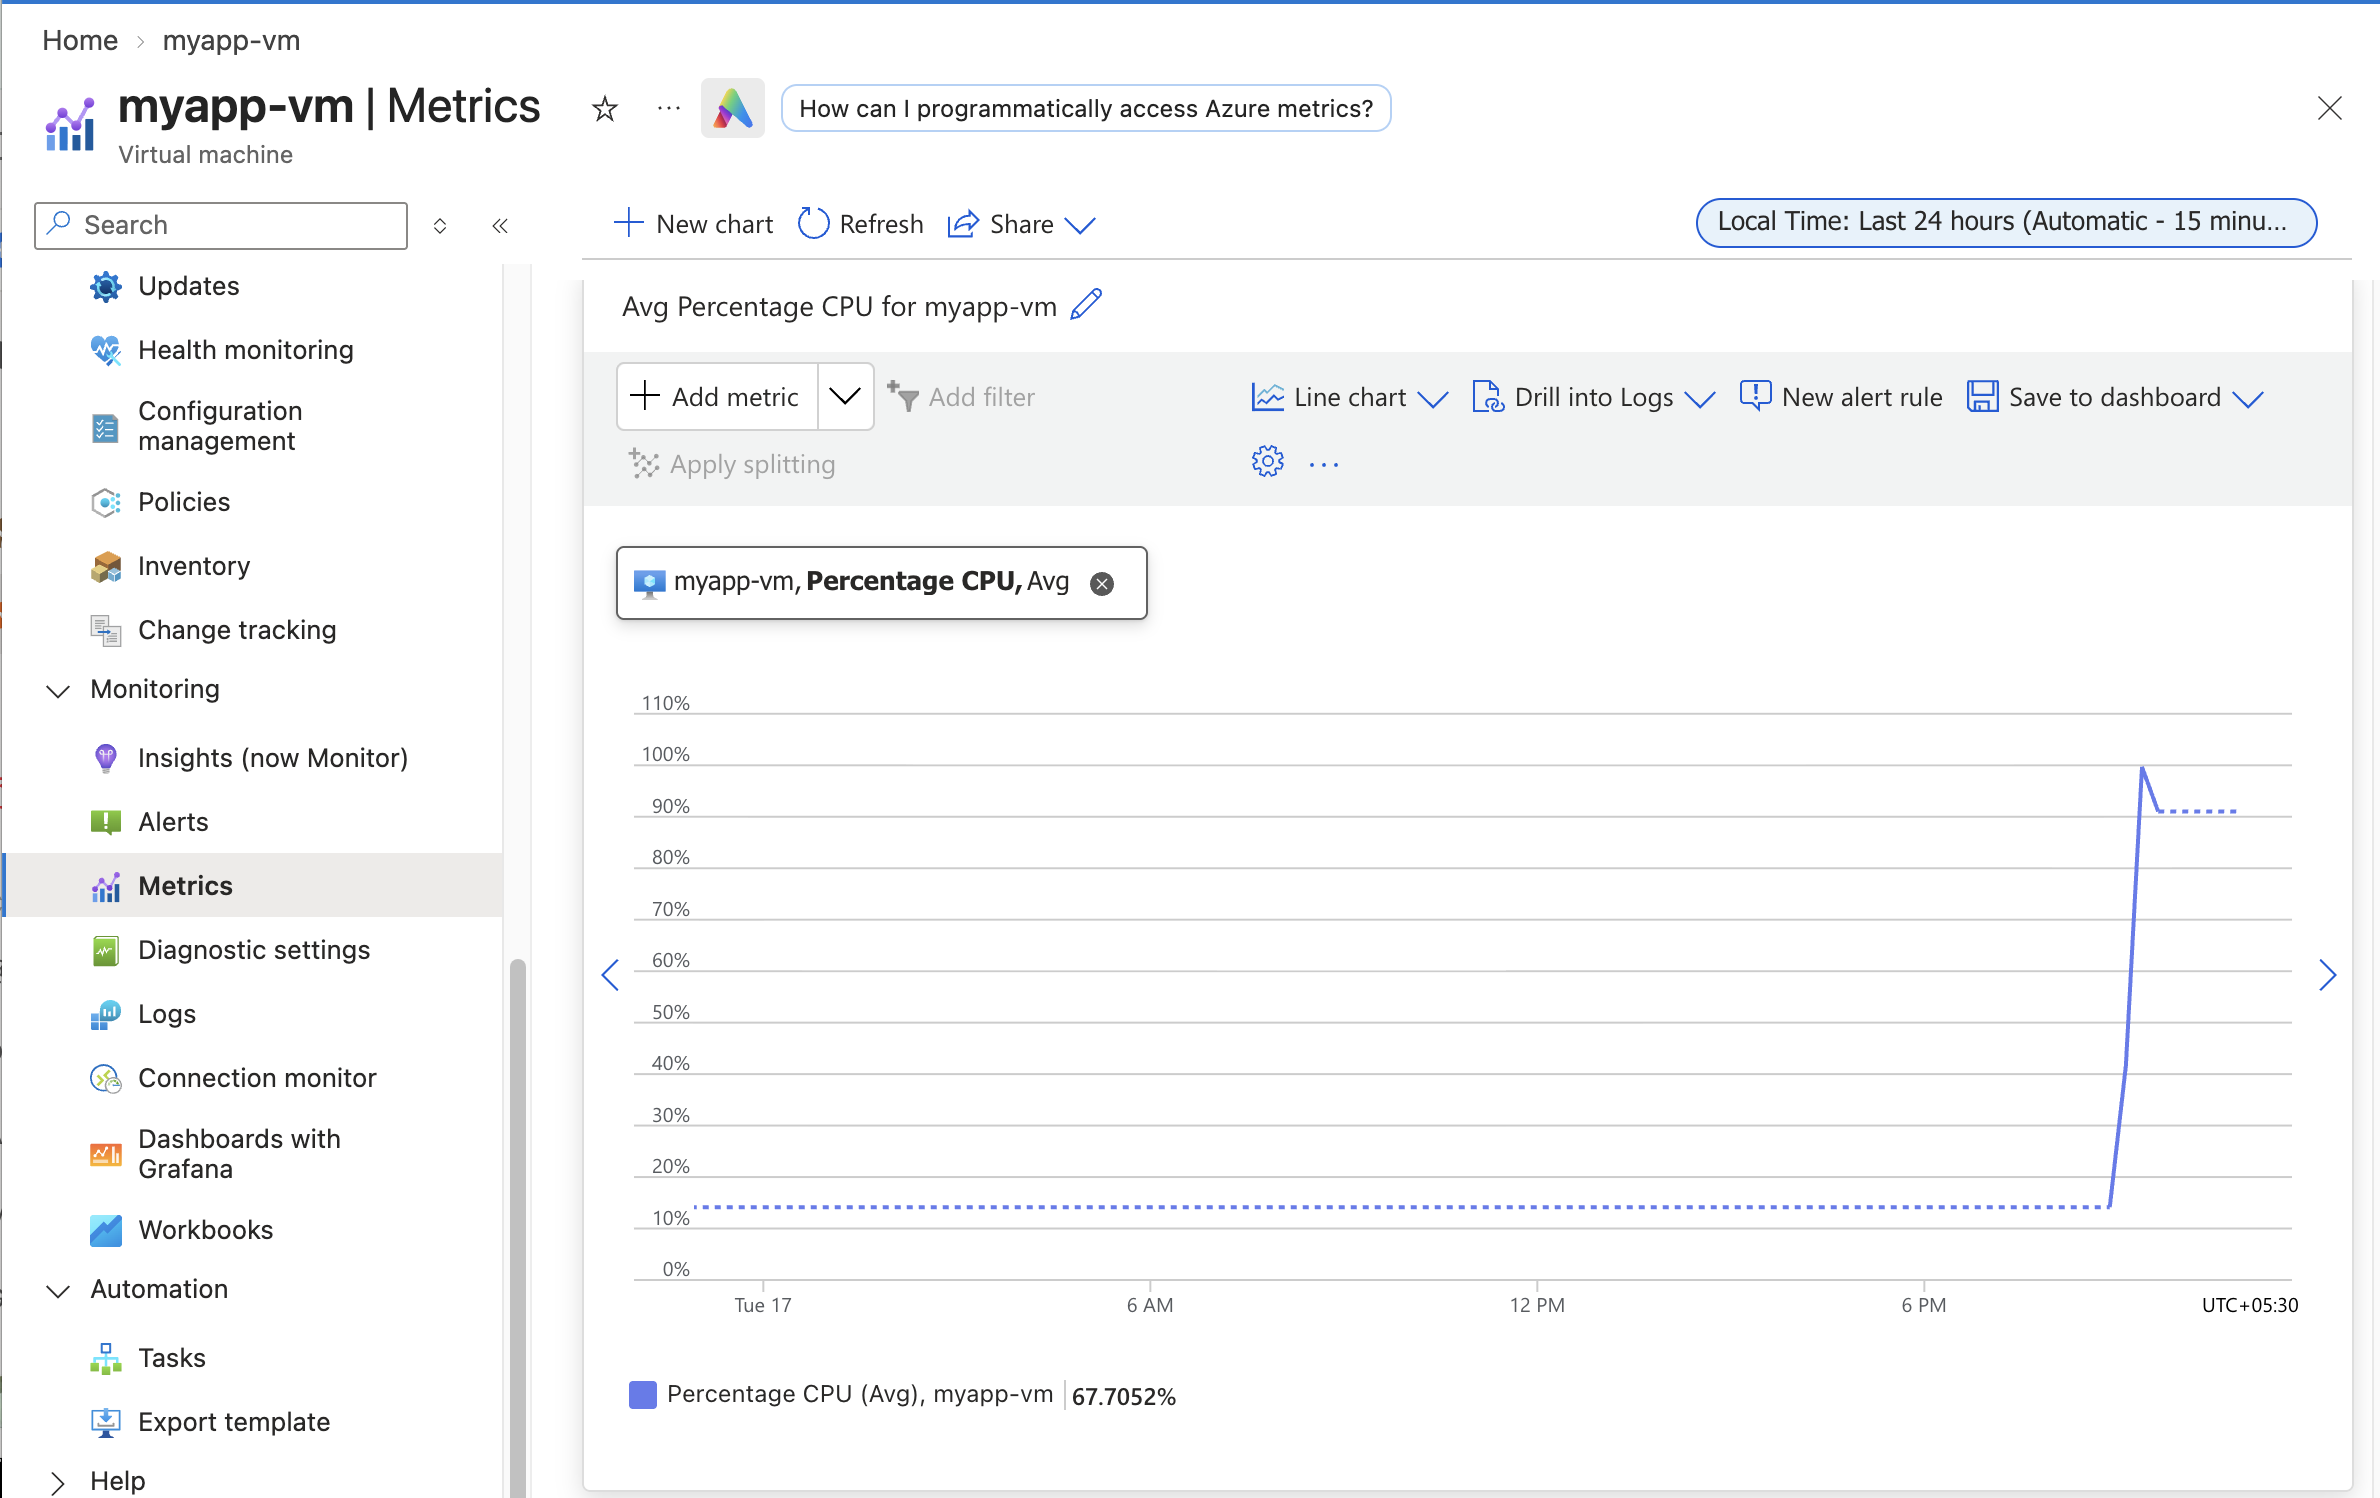 Home > myapp-vm
myapp-vm | Metrics
How can I programmatically access Azure metrics?
Virtual machine
Search
Updates
Health monitoring
Configuration
management
Policies
Inventory
Change tracking
Monitoring
Insights (now Monitor)
Alerts
Metrics
Diagnostic settings
Logs
Connection monitor
Dashboards with
Grafana
Workbooks
Automation
Tasks
Export template
Help
New chart Refresh Share
Local Time: Last 24 hours (Automatic - 15 minu...
Avg Percentage CPU for myapp-vm
Add metric Add filter
Apply splitting
Line chart Drill into Logs New alert rule Save to dashboard
myapp-vm, Percentage CPU, Avg
110%
100%
90%
80%
70%
60%
50%
40%
30%
20%
10%
0%
Tue 17 6 AM 12 PM 6 PM UTC+05:30
Percentage CPU (Avg), myapp-vm | 67.7052%